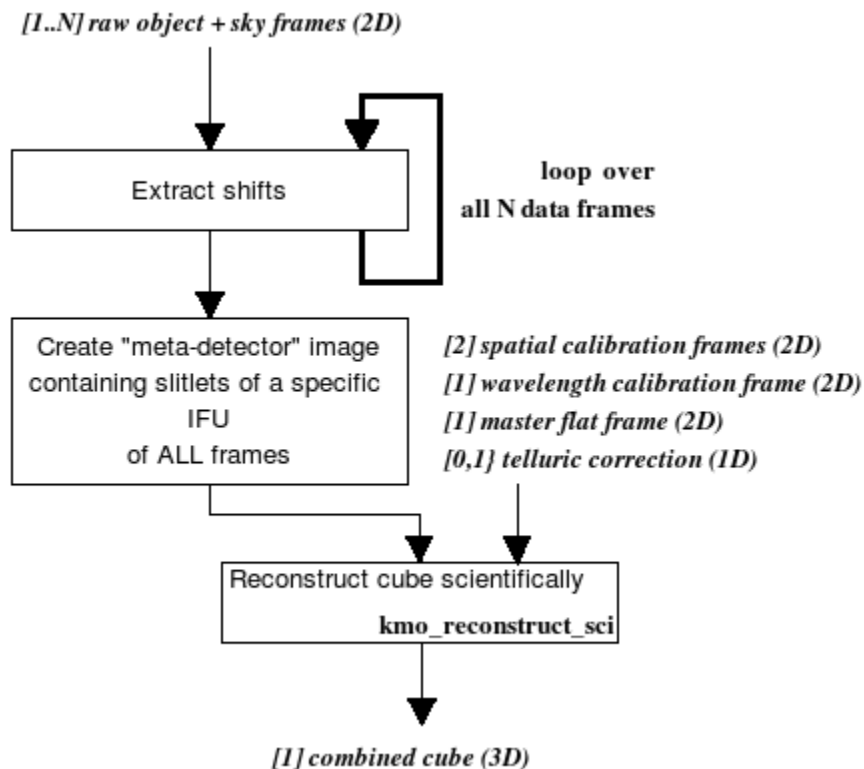 [1..N] raw object + sky frames (2D)
Extract shifts
loop over
all N data frames
Create "meta-detector" image
containing slitlets of a specific
IFU
of ALL frames
[2] spatial calibration frames (2D)
[1] wavelength calibration frame (2D)
[1] master flat frame (2D)
[0,1} telluric correction (1D)
Reconstruct cube scientifically
kmo_reconstruct_sci
[1] combined cube (3D)